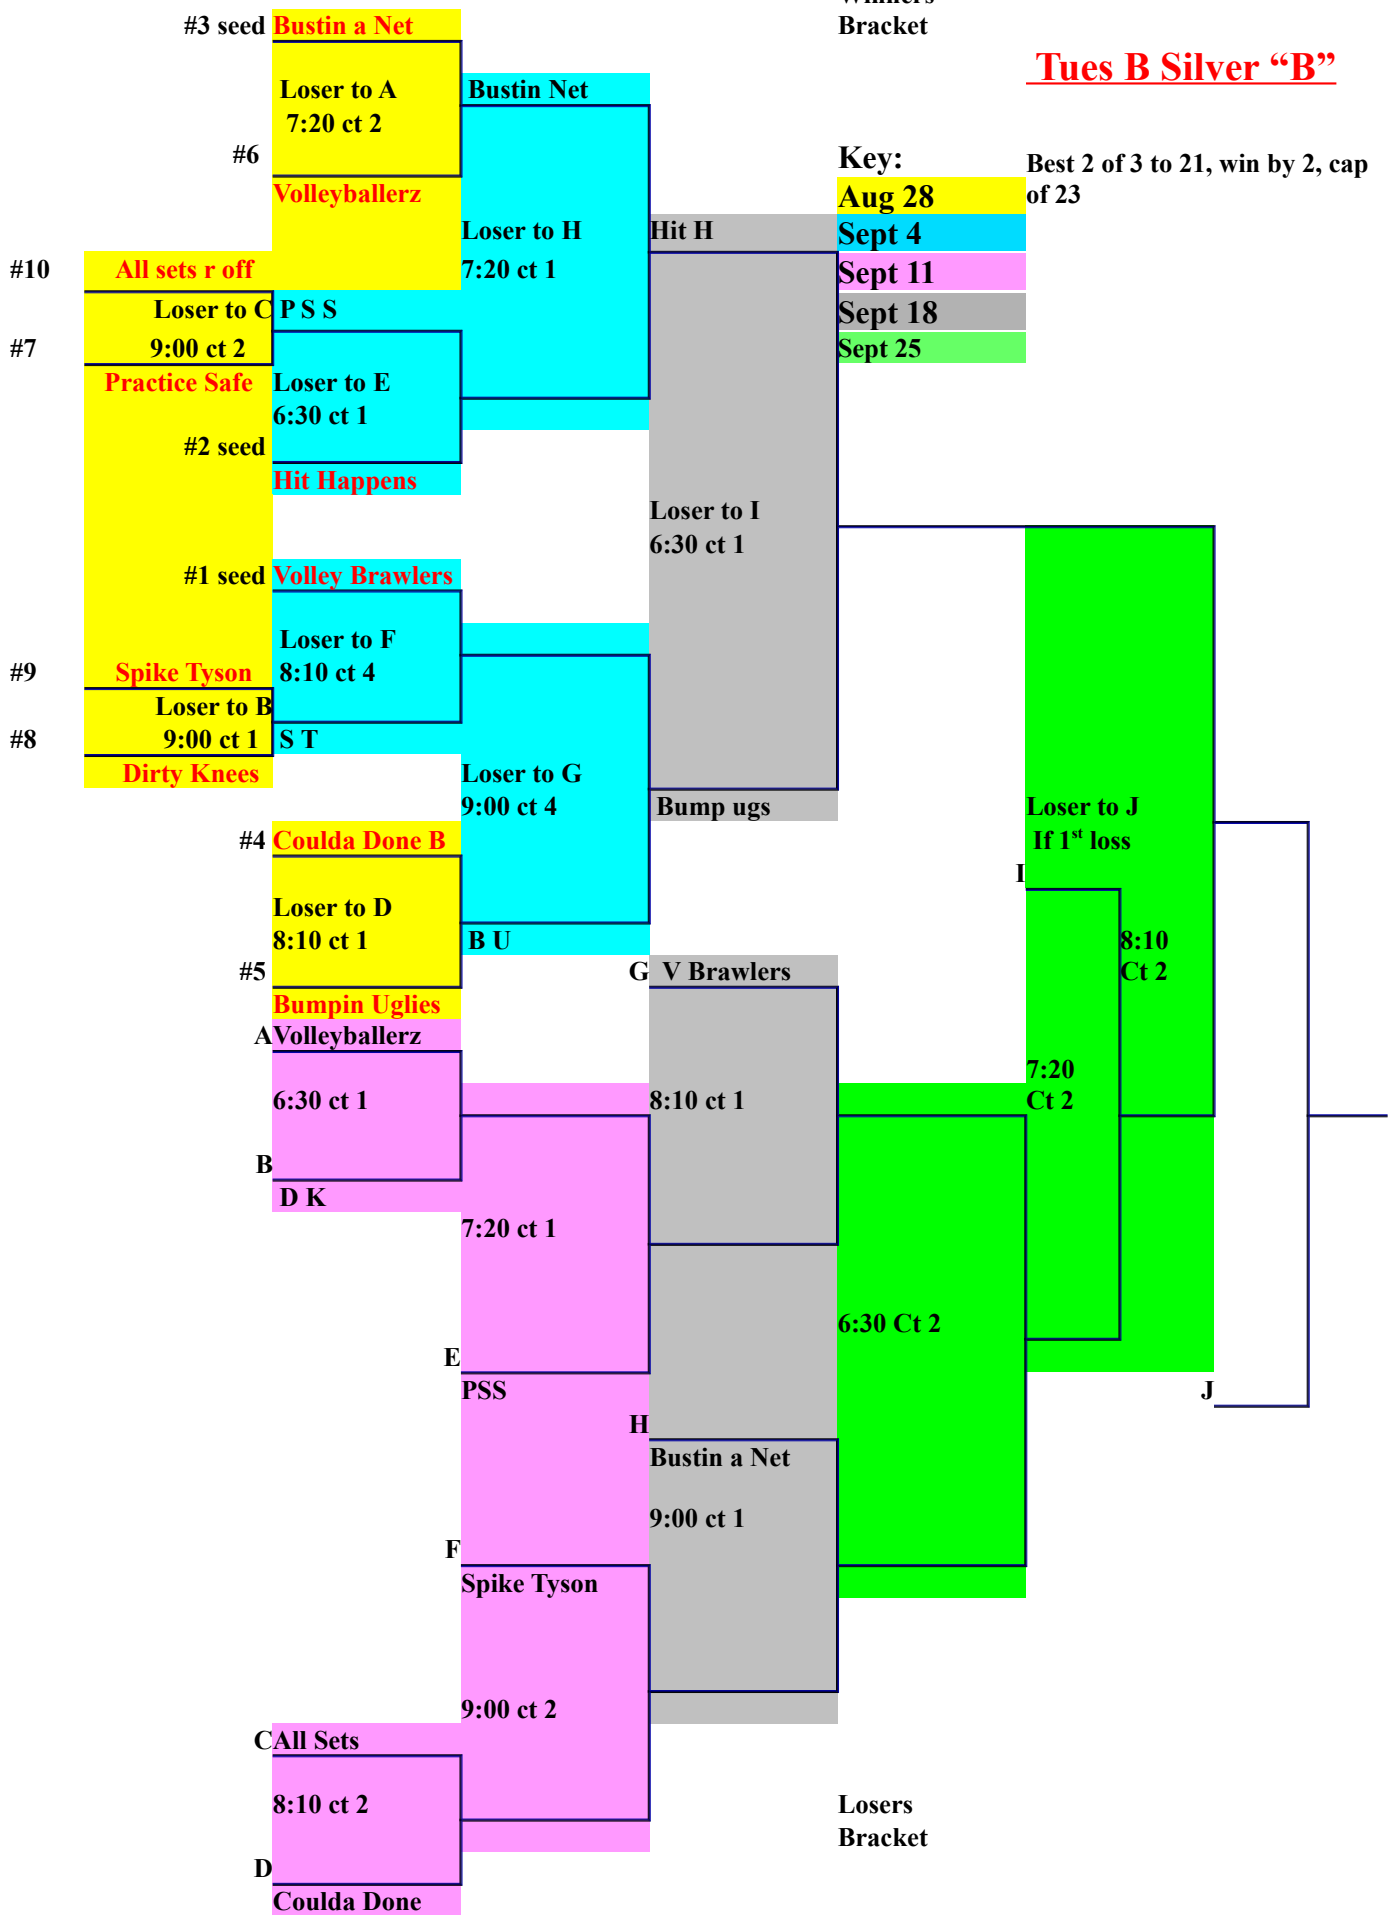 Winners
Bracket
#3 seed Bustin a Net
Tues B Silver “B”
Loser to A
7:20 ct 2
Bustin Net
#6
Volleyballerz
Key:
Best 2 of 3 to 21, win by 2, cap
of 23
Aug 28
Sept 4
Sept 11
Sept 18
Sept 25
Loser to H
7:20 ct 1
Hit H
#10 All sets r off
Loser to C
9:00 ct 2
P S S
#7
Practice Safe
Loser to E
6:30 ct 1
#2 seed
Hit Happens
Loser to I
6:30 ct 1
#1 seed Volley Brawlers
Loser to F
8:10 ct 4
#9 Spike Tyson
Loser to B
#8 9:00 ct 1
S T
Dirty Knees
Loser to G
9:00 ct 4
Bump ugs
#4 Coulda Done B
Loser to D
8:10 ct 1
B U
#5
Bumpin Uglies
Loser to J
If 1st loss
I
8:10
Ct 2
G V Brawlers
A Volleyballerz
6:30 ct 1
8:10 ct 1
7:20
Ct 2
B
D K
7:20 ct 1
6:30 Ct 2
E
PSS
J
H
Bustin a Net
9:00 ct 1
F
Spike Tyson
9:00 ct 2
C All Sets
8:10 ct 2
D
Coulda Done
Losers
Bracket